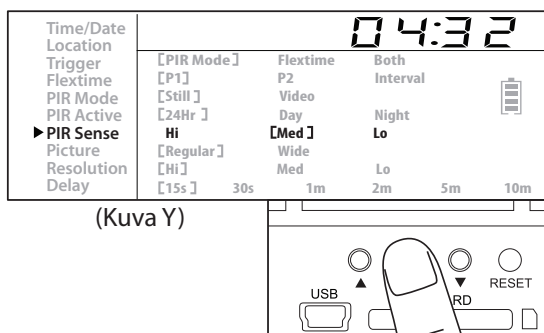 04:32
Time/Date
Location
Trigger [PIR Mode] Flextime Both
Flextime [P1] P2 Interval
PIR Mode [Still] Video
PIR Active [24Hr ] Day Night
▶PIR Sense Hi [Med ] Lo
Picture [Regular] Wide
Resolution [Hi] Med Lo
Delay [15s ] 30s 1m 2m 5m 10m
(Kuva Y)
▲ ▼ RESET
USB RD